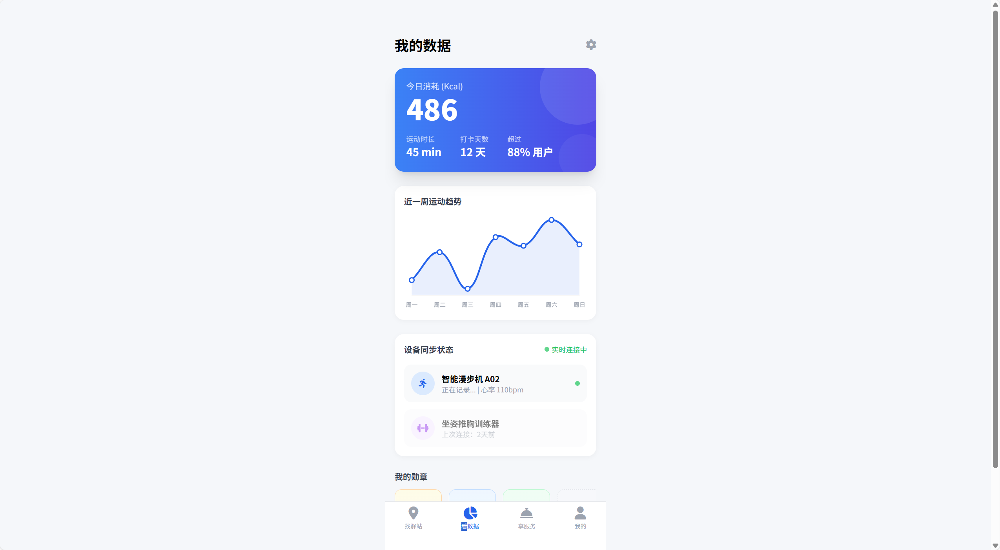 我的数据
今日消耗 (Kcal)
486
运动时长 打卡天数 超过
45 min 12 天 88% 用户
近一周运动趋势
周一 周二 周三 周四 周五 周六 周日
设备同步状态 实时连接中
智能漫步机 A02
正在记录... | 心率 110bpm
坐姿推胸训练器
上次连接：2天前
我的勋章
找驿站 看数据 享服务 我的